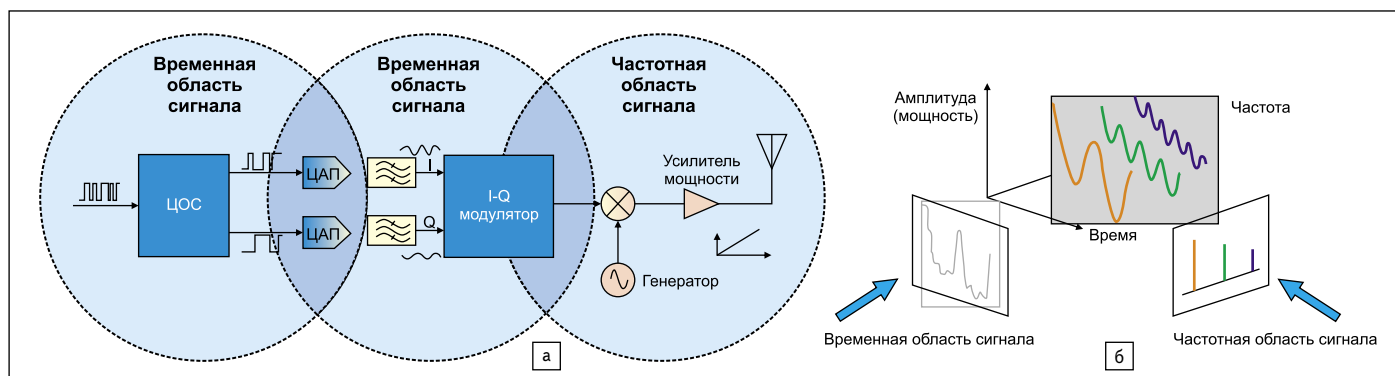 Временная
область
сигнала
Временная
область
сигнала
Частотная
область
сигнала
ЦОС
ЦАП
ЦАП
I
Q
I-Q
модулятор
Усилитель
мощности
Генератор
а
Амплитуда
(мощность)
Частота
Время
Временная область сигнала
Частотная область сигнала
б